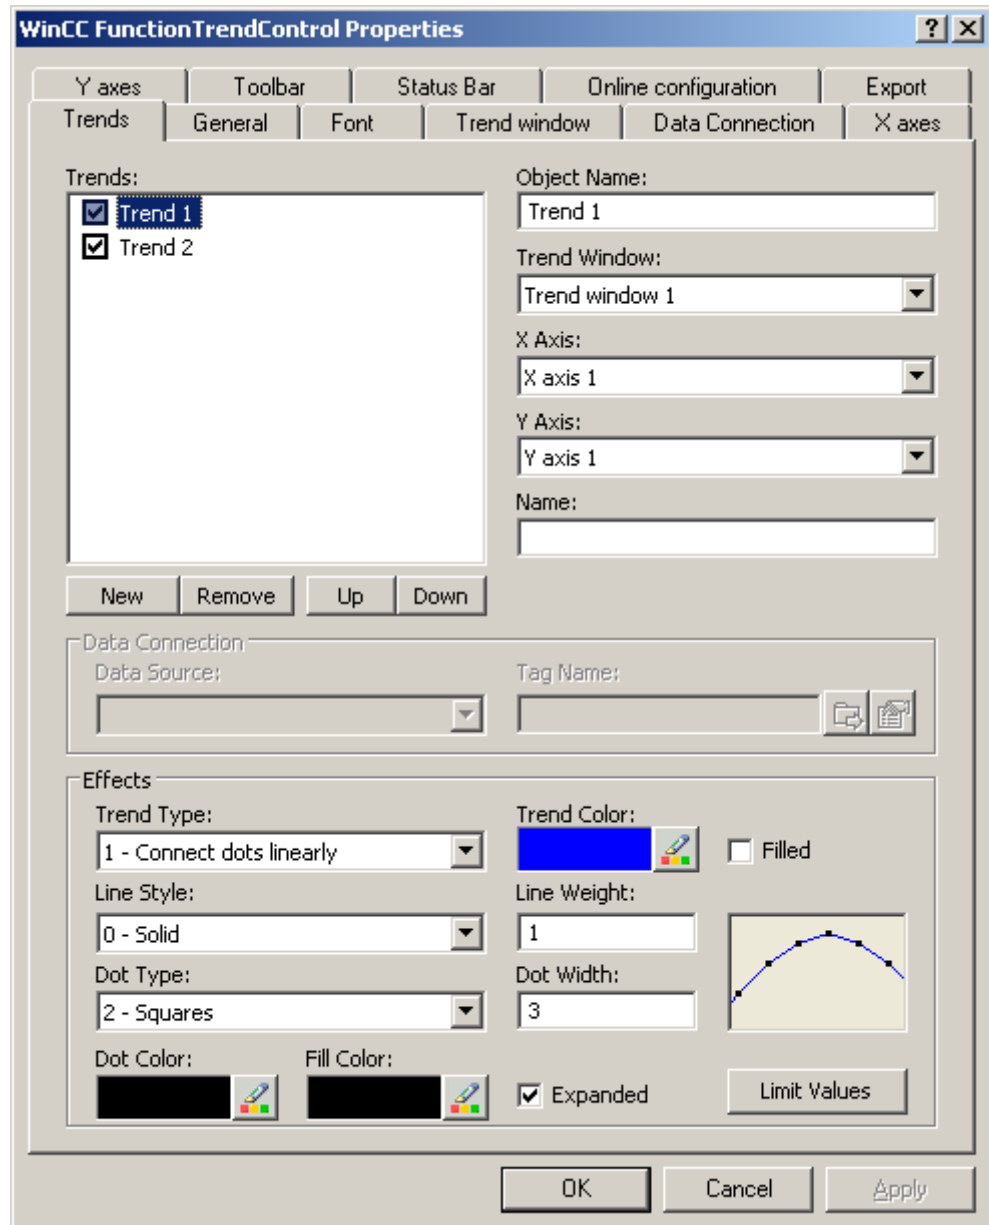 WinCC FunctionTrendControl Properties
Y axes Toolbar Status Bar Online configuration Export
Trends General Font Trend window Data Connection X axes
Trends:
Trend 1
Trend 2
Object Name:
Trend 1
Trend Window:
Trend window 1
X Axis:
X axis 1
Y Axis:
Y axis 1
Name:
New Remove Up Down
Data Connection
Data Source: Tag Name:
Effects
Trend Type: Trend Color:
1 - Connect dots linearly Filled
Line Style: Line Weight:
0 - Solid 1
Dot Type: Dot Width:
2 - Squares 3
Dot Color: Fill Color:
Expanded Limit Values
OK Cancel Apply